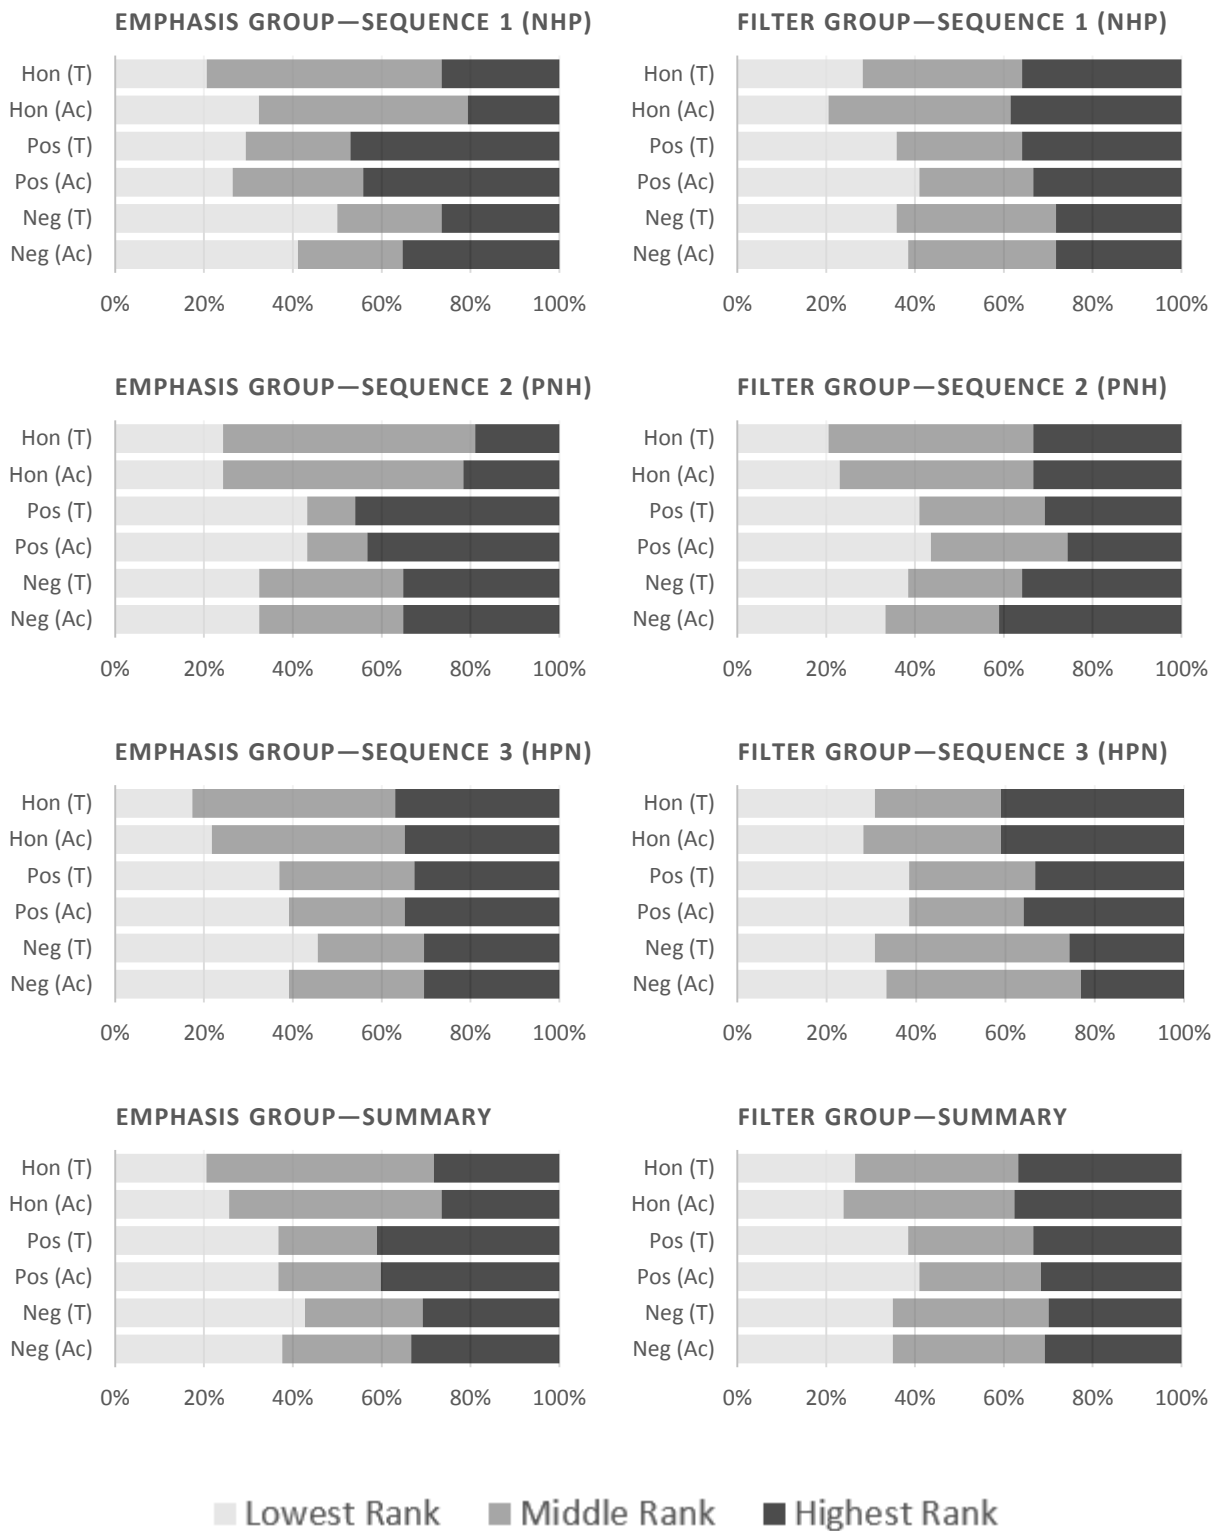 EMPHASIS GROUP—SEQUENCE 1 (NHP)
Hon (T)
Hon (Ac)
Pos (T)
Pos (Ac)
Neg (T)
Neg (Ac)
0% 20% 40% 60% 80% 100%
FILTER GROUP—SEQUENCE 1 (NHP)
Hon (T)
Hon (Ac)
Pos (T)
Pos (Ac)
Neg (T)
Neg (Ac)
0% 20% 40% 60% 80% 100%
EMPHASIS GROUP—SEQUENCE 2 (PNH)
Hon (T)
Hon (Ac)
Pos (T)
Pos (Ac)
Neg (T)
Neg (Ac)
0% 20% 40% 60% 80% 100%
FILTER GROUP—SEQUENCE 2 (PNH)
Hon (T)
Hon (Ac)
Pos (T)
Pos (Ac)
Neg (T)
Neg (Ac)
0% 20% 40% 60% 80% 100%
EMPHASIS GROUP—SEQUENCE 3 (HPN)
Hon (T)
Hon (Ac)
Pos (T)
Pos (Ac)
Neg (T)
Neg (Ac)
0% 20% 40% 60% 80% 100%
FILTER GROUP—SEQUENCE 3 (HPN)
Hon (T)
Hon (Ac)
Pos (T)
Pos (Ac)
Neg (T)
Neg (Ac)
0% 20% 40% 60% 80% 100%
EMPHASIS GROUP—SUMMARY
Hon (T)
Hon (Ac)
Pos (T)
Pos (Ac)
Neg (T)
Neg (Ac)
0% 20% 40% 60% 80% 100%
FILTER GROUP—SUMMARY
Hon (T)
Hon (Ac)
Pos (T)
Pos (Ac)
Neg (T)
Neg (Ac)
0% 20% 40% 60% 80% 100%
Lowest Rank Middle Rank Highest Rank